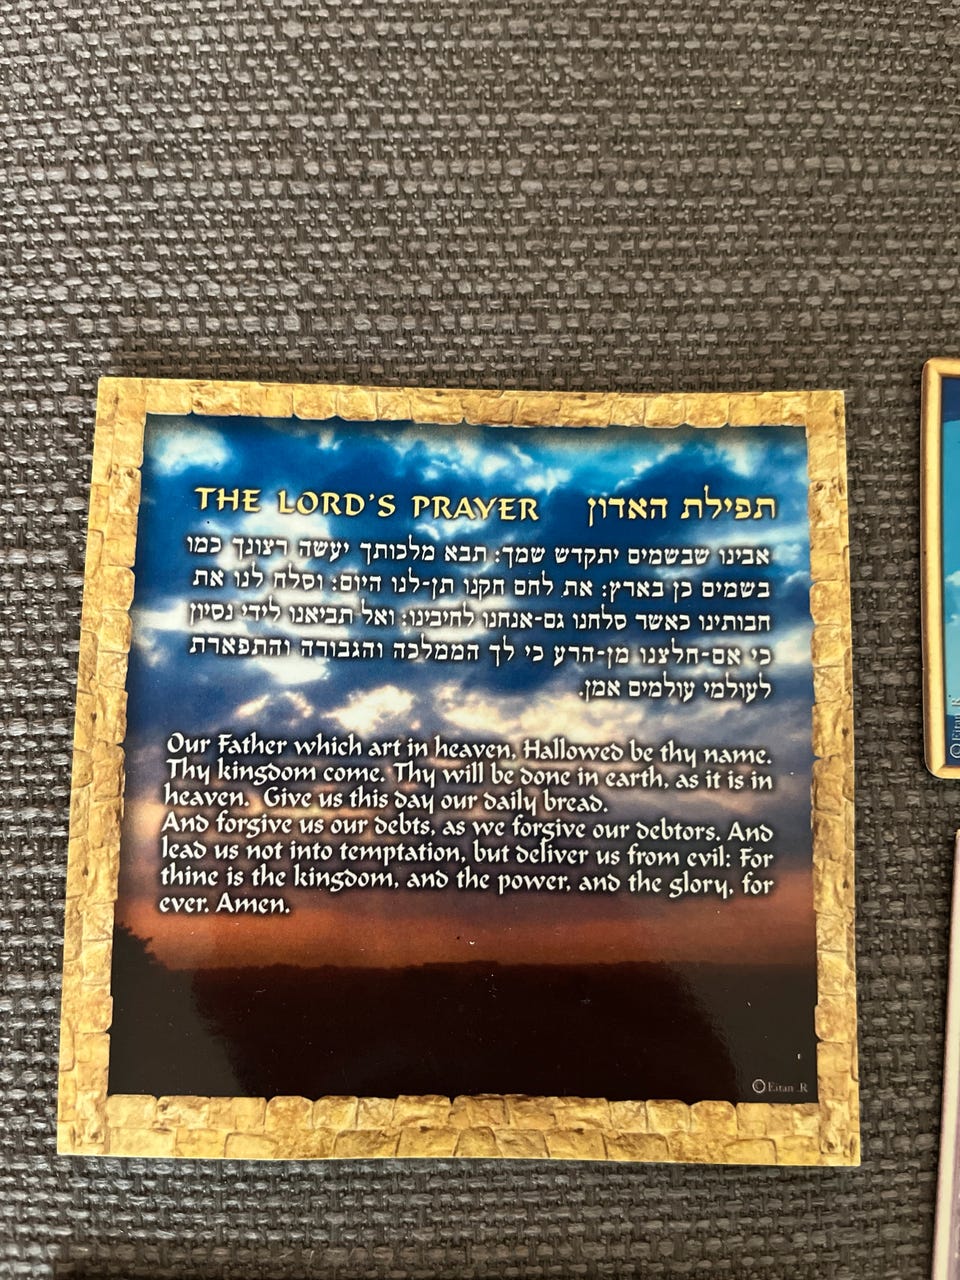 THE LORD'S PRAYER תפילת האדון
אבינו שבשמים יתקדש שמך: תבא מלכותך יעשה רצונך כמו
בשמים כן בארץ: את לחם חקנו תן-לנו היום: וסלח לנו את
חבותינו כאשר סלחנו גם-אנחנו לחיבינו: ואל תביאנו לידי נסיון
כי אם-חלצנו מן-הרע כי לך הממלכה והגבורה והתפארת
לעולמי עולמים אמן.
Our Father which art in heaven, Hallowed be thy name.
Thy kingdom come. Thy will be done in earth, as it is in
heaven. Give us this day our daily bread.
And forgive us our debts, as we forgive our debtors. And
lead us not into temptation, but deliver us from evil: For
thine is the kingdom, and the power, and the glory, for
ever. Amen.
© Eitan .R
© Eitan R